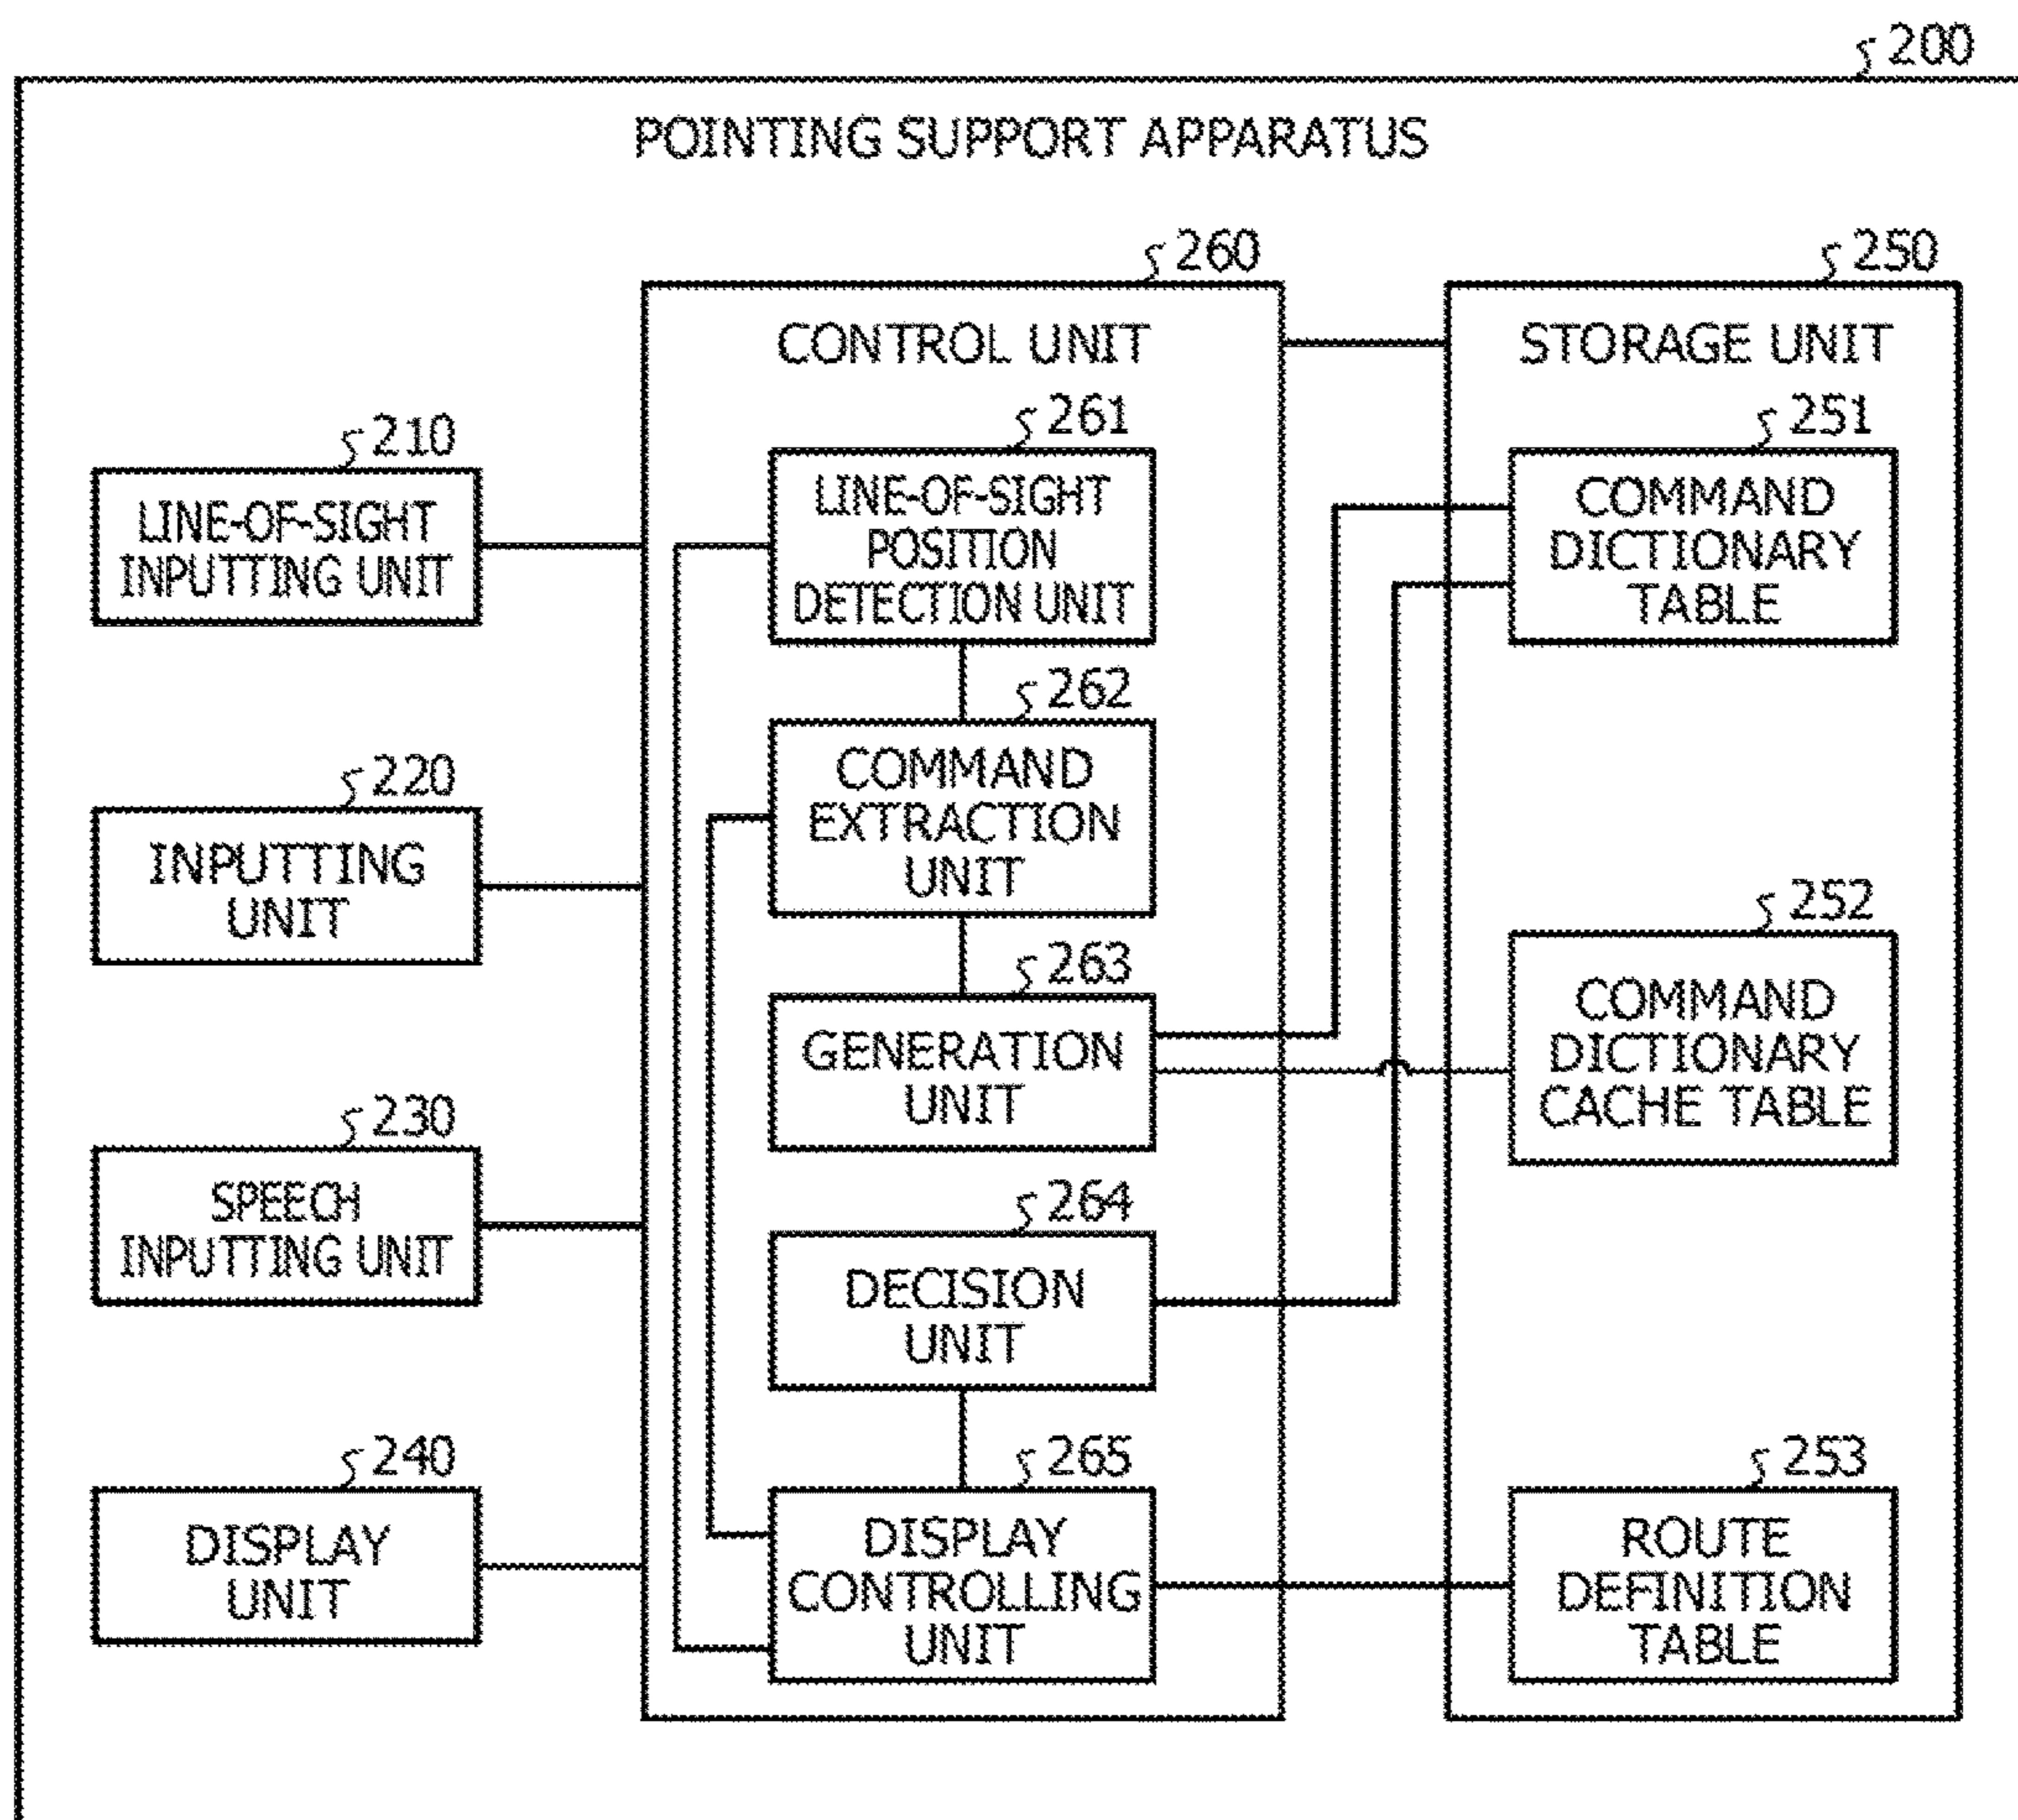 200
POINTING SUPPORT APPARATUS
260
CONTROL UNIT
250
STORAGE UNIT
210
LINE-OF-SIGHT
INPUTTING UNIT
220
INPUTTING
UNIT
230
SPEECH
INPUTTING UNIT
240
DISPLAY
UNIT
261
LINE-OF-SIGHT
POSITION
DETECTION UNIT
262
COMMAND
EXTRACTION
UNIT
263
GENERATION
UNIT
264
DECISION
UNIT
265
DISPLAY
CONTROLLING
UNIT
251
COMMAND
DICTIONARY
TABLE
252
COMMAND
DICTIONARY
CACHE TABLE
253
ROUTE
DEFINITION
TABLE